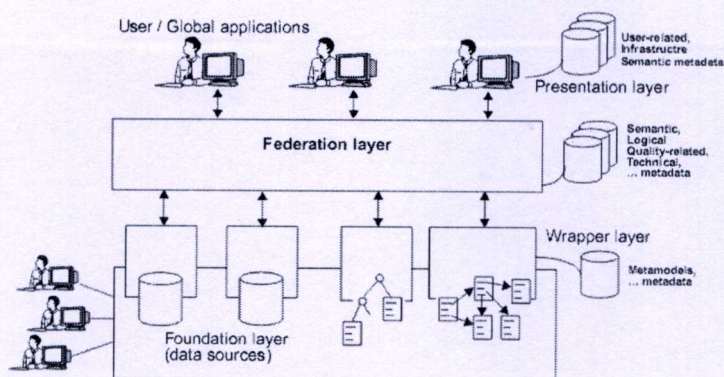 User / Global applications
User-related,
Infrastructre
Semantic metadata
Presentation layer
Federation layer
Semantic,
Logical
Quality-related,
Technical,
... metadata
Wrapper layer
Metamodels,
... metadata
Foundation layer
(data sources)